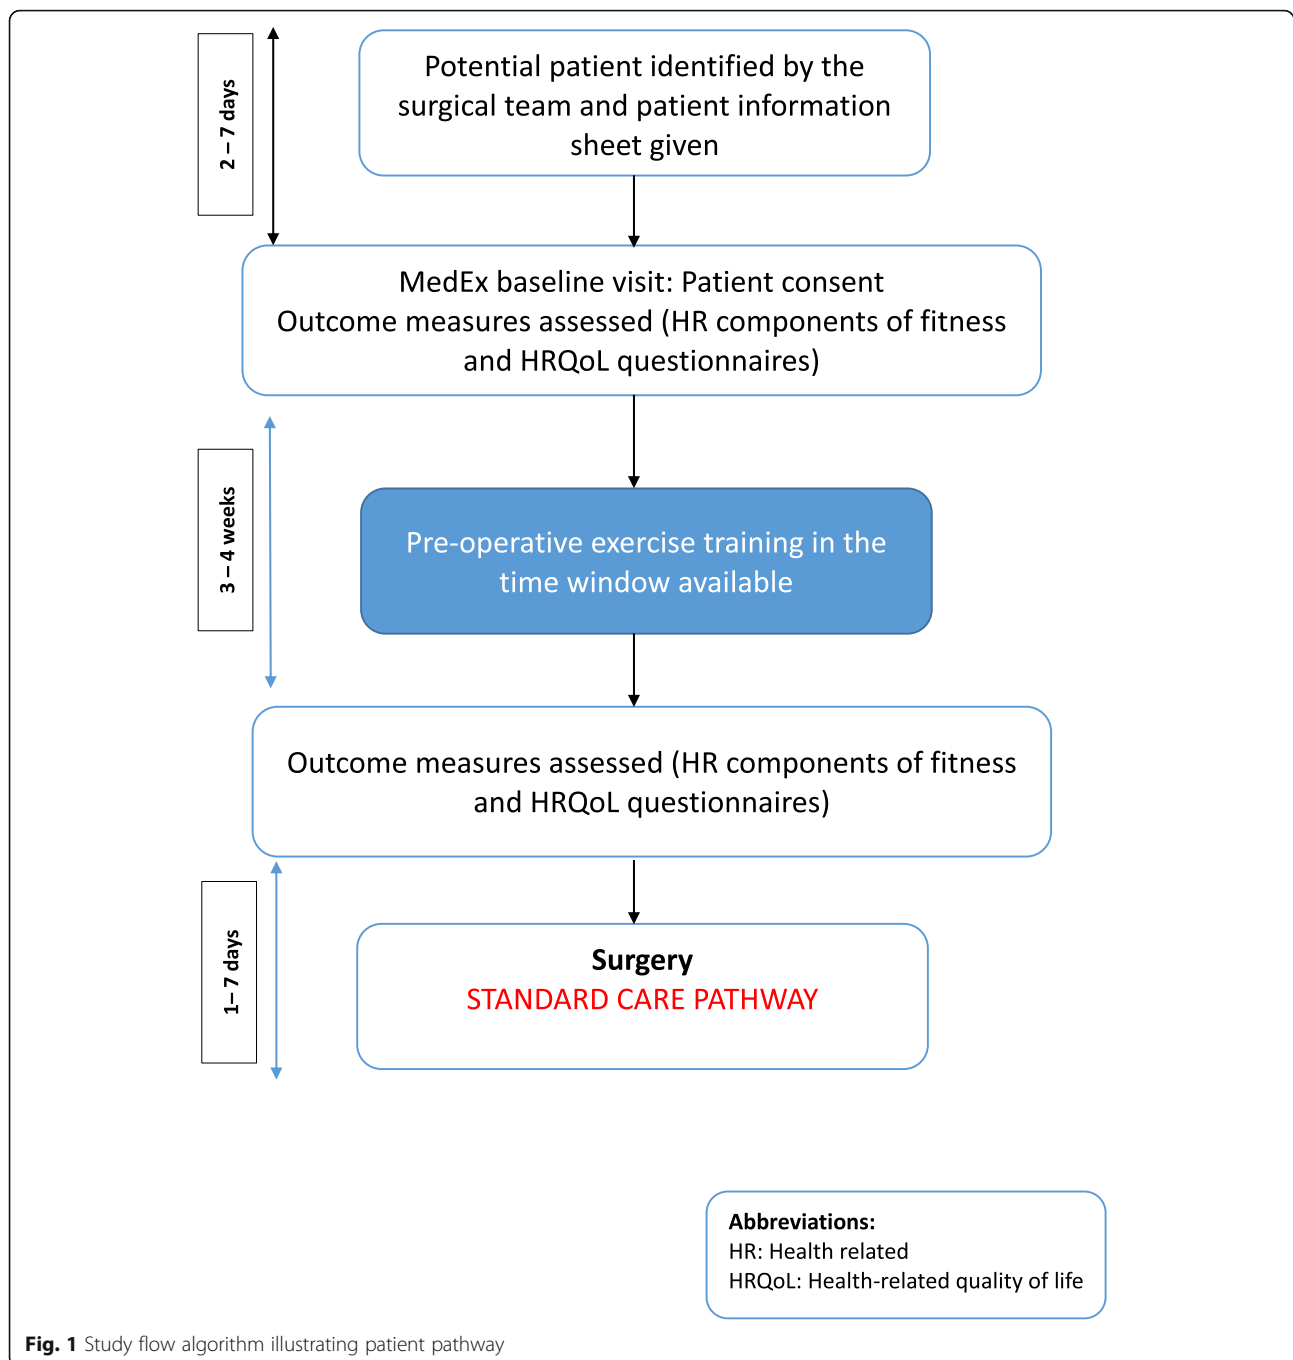 2 – 7 days
Potential patient identified by the
surgical team and patient information
sheet given
MedEx baseline visit: Patient consent
Outcome measures assessed (HR components of fitness
and HRQoL questionnaires)
3 – 4 weeks
Pre-operative exercise training in the
time window available
Outcome measures assessed (HR components of fitness
and HRQoL questionnaires)
1– 7 days
Surgery
STANDARD CARE PATHWAY
Abbreviations:
HR: Health related
HRQoL: Health-related quality of life
Fig. 1 Study flow algorithm illustrating patient pathway